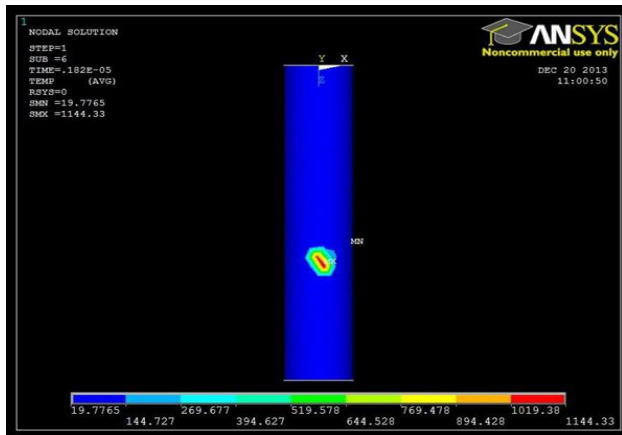 1
NODAL SOLUTION
STEP=1
SUB =6
TIME=.182E-05
TEMP (AVG)
RSYS=0
SMN =19.7765
SMX =1144.33
ANSYS
Noncommercial use only
DEC 20 2013
11:00:50
Y X
MN
19.7765 269.677 519.578 769.478 1019.38
144.727 394.627 644.528 894.428 1144.33